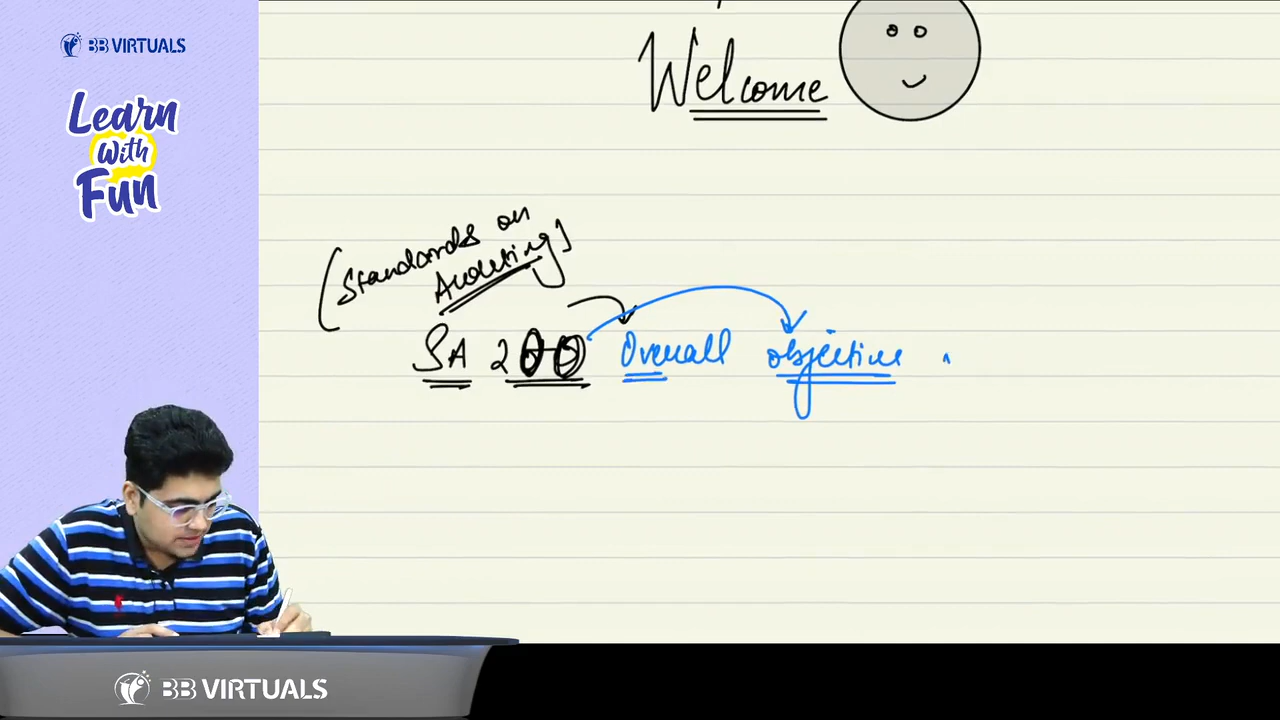 BB VIRTUALS
Learn
With
Fun
Welcome
[Standards on
Auditing]
SA 200 Overall objective
BB VIRTUALS